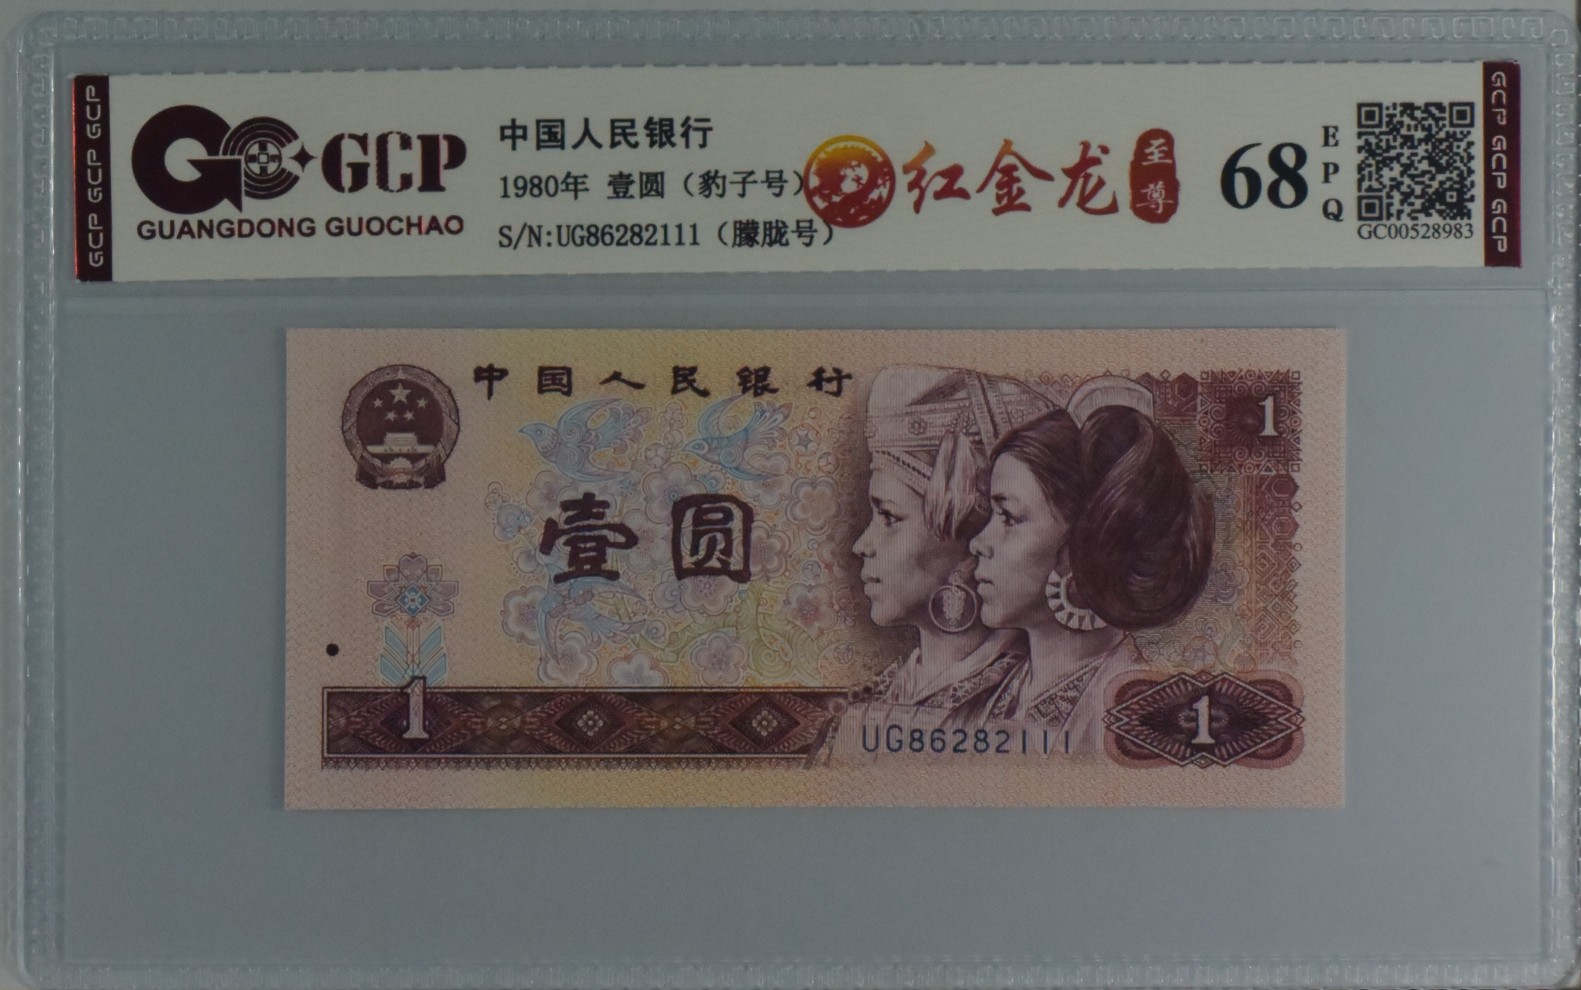 GCP GCP GCP
GCP
GUANGDONG GUOCHAO
中国人民银行
1980年 壹圆（豹子号）
S/N:UG86282111（朦胧号）
红金龙
至尊
68
EPQ
GC00528983
GCP GCP GCP
中国人民银行
1
壹圆
1
UG86282111
1